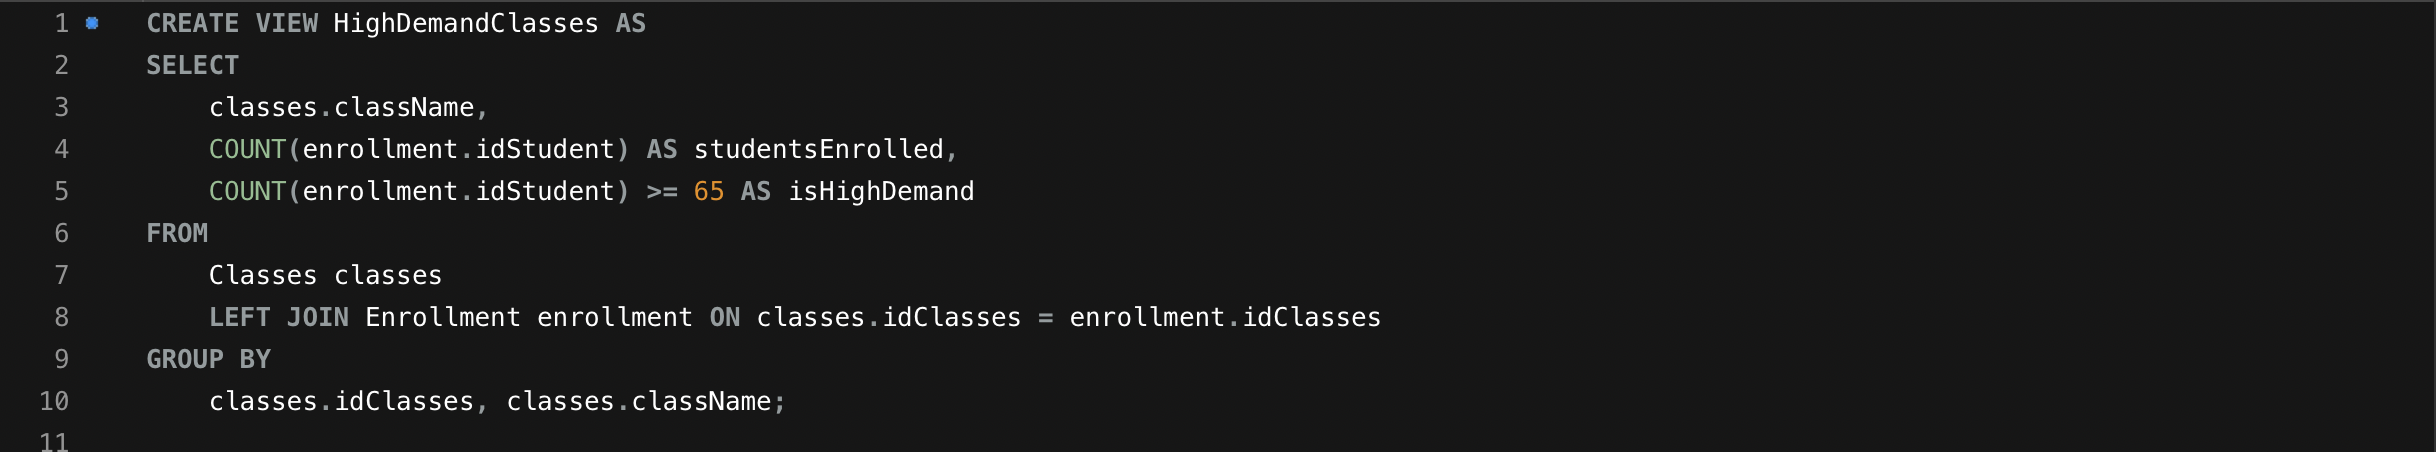 1 CREATE VIEW HighDemandClasses AS
2 SELECT
3     classes.className,
4     COUNT(enrollment.idStudent) AS studentsEnrolled,
5     COUNT(enrollment.idStudent) >= 65 AS isHighDemand
6 FROM
7     Classes classes
8     LEFT JOIN Enrollment enrollment ON classes.idClasses = enrollment.idClasses
9 GROUP BY
10     classes.idClasses, classes.className;
11